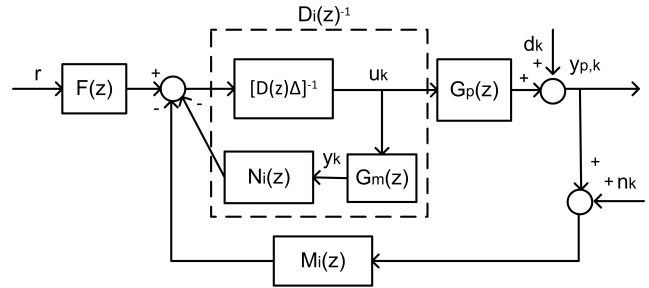 Dᵢ(z)⁻¹
r
F(z)
+
-
-
[D(z)Δ]⁻¹
uₖ
Gₚ(z)
+
+
dₖ
yₚ,ₖ
Nᵢ(z)
yₖ
Gₘ(z)
+
+ nₖ
Mᵢ(z)